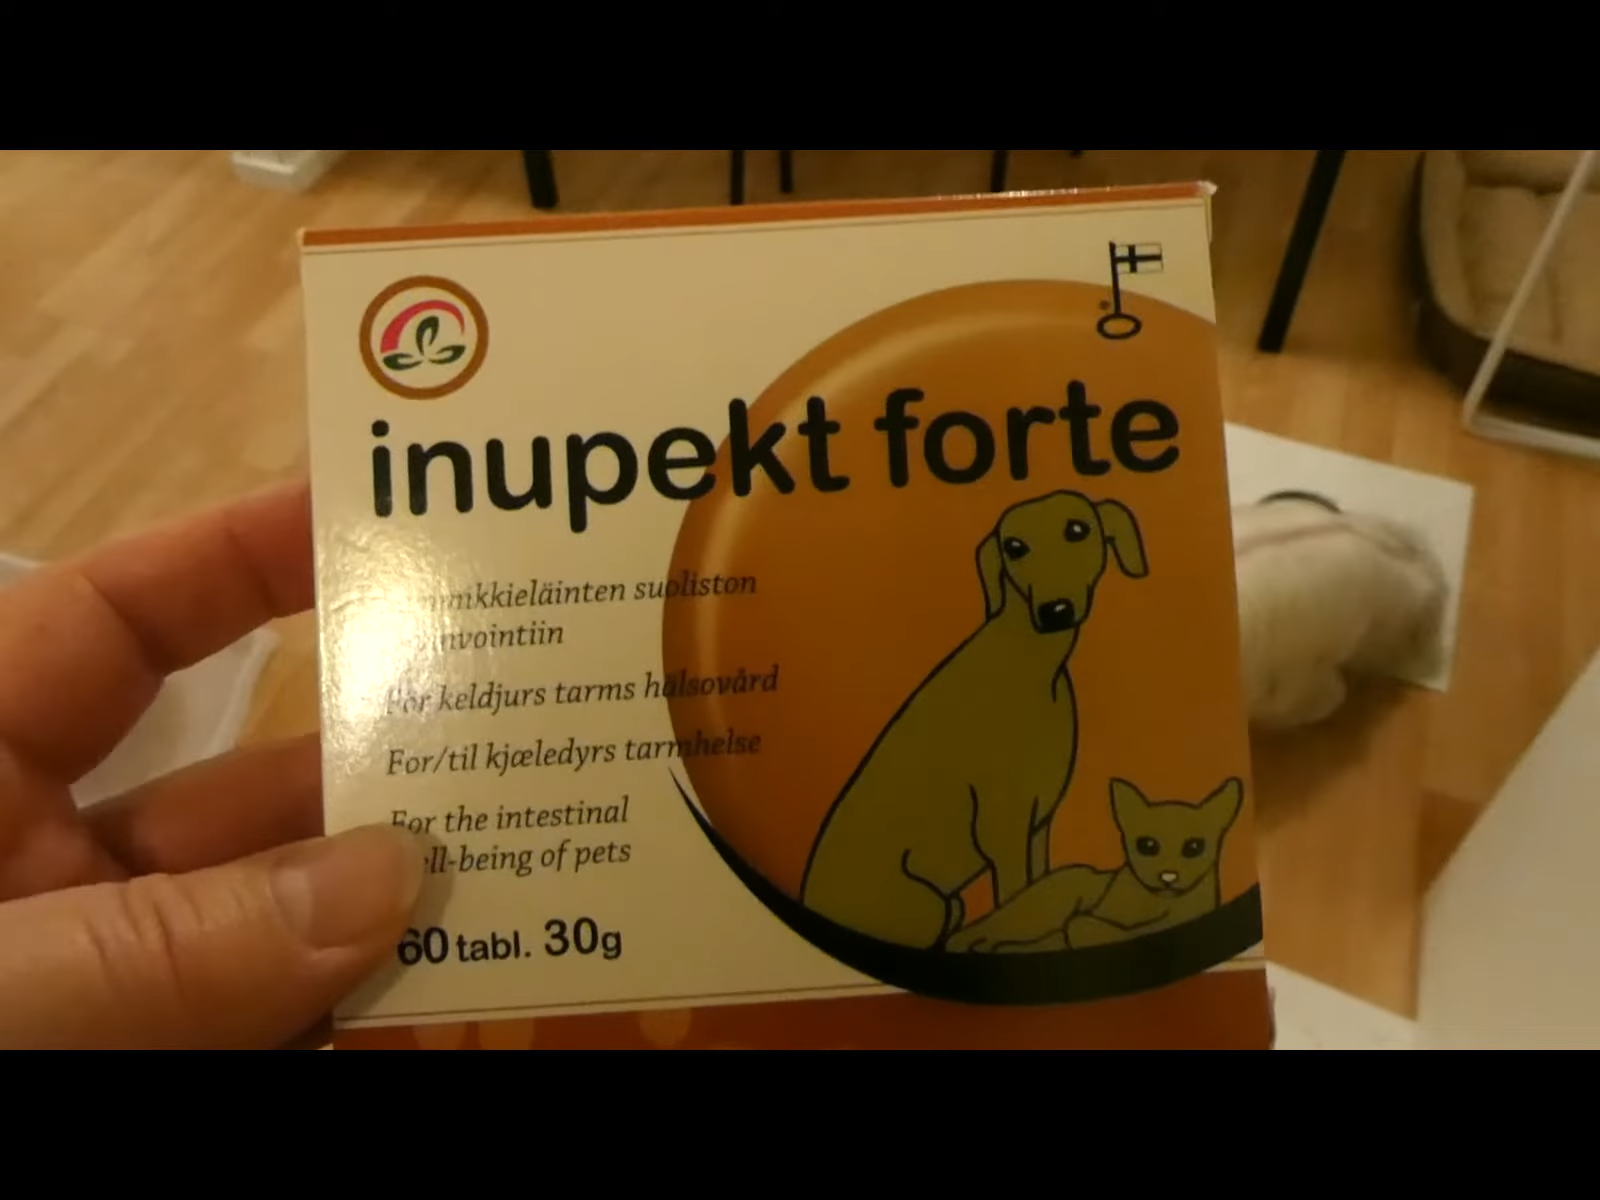 inupekt forte
suoliston
För keldjurs tarms hälsovård
For/til kjæledyrs tarmhelse
For the intestinal
of pets
60 tabl. 30g